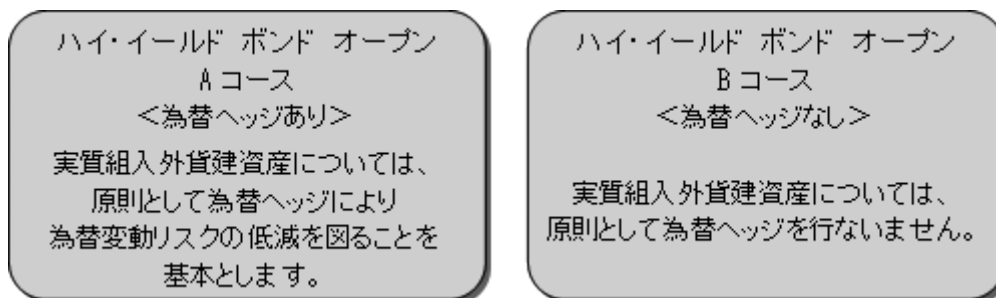 ハイ・イールド ボンド オープン
Aコース
＜為替ヘッジあり＞
実質組入外貨建資産については、
原則として為替ヘッジにより
為替変動リスクの低減を図ることを
基本とします。
ハイ・イールド ボンド オープン
Bコース
＜為替ヘッジなし＞
実質組入外貨建資産については、
原則として為替ヘッジを行ないません。